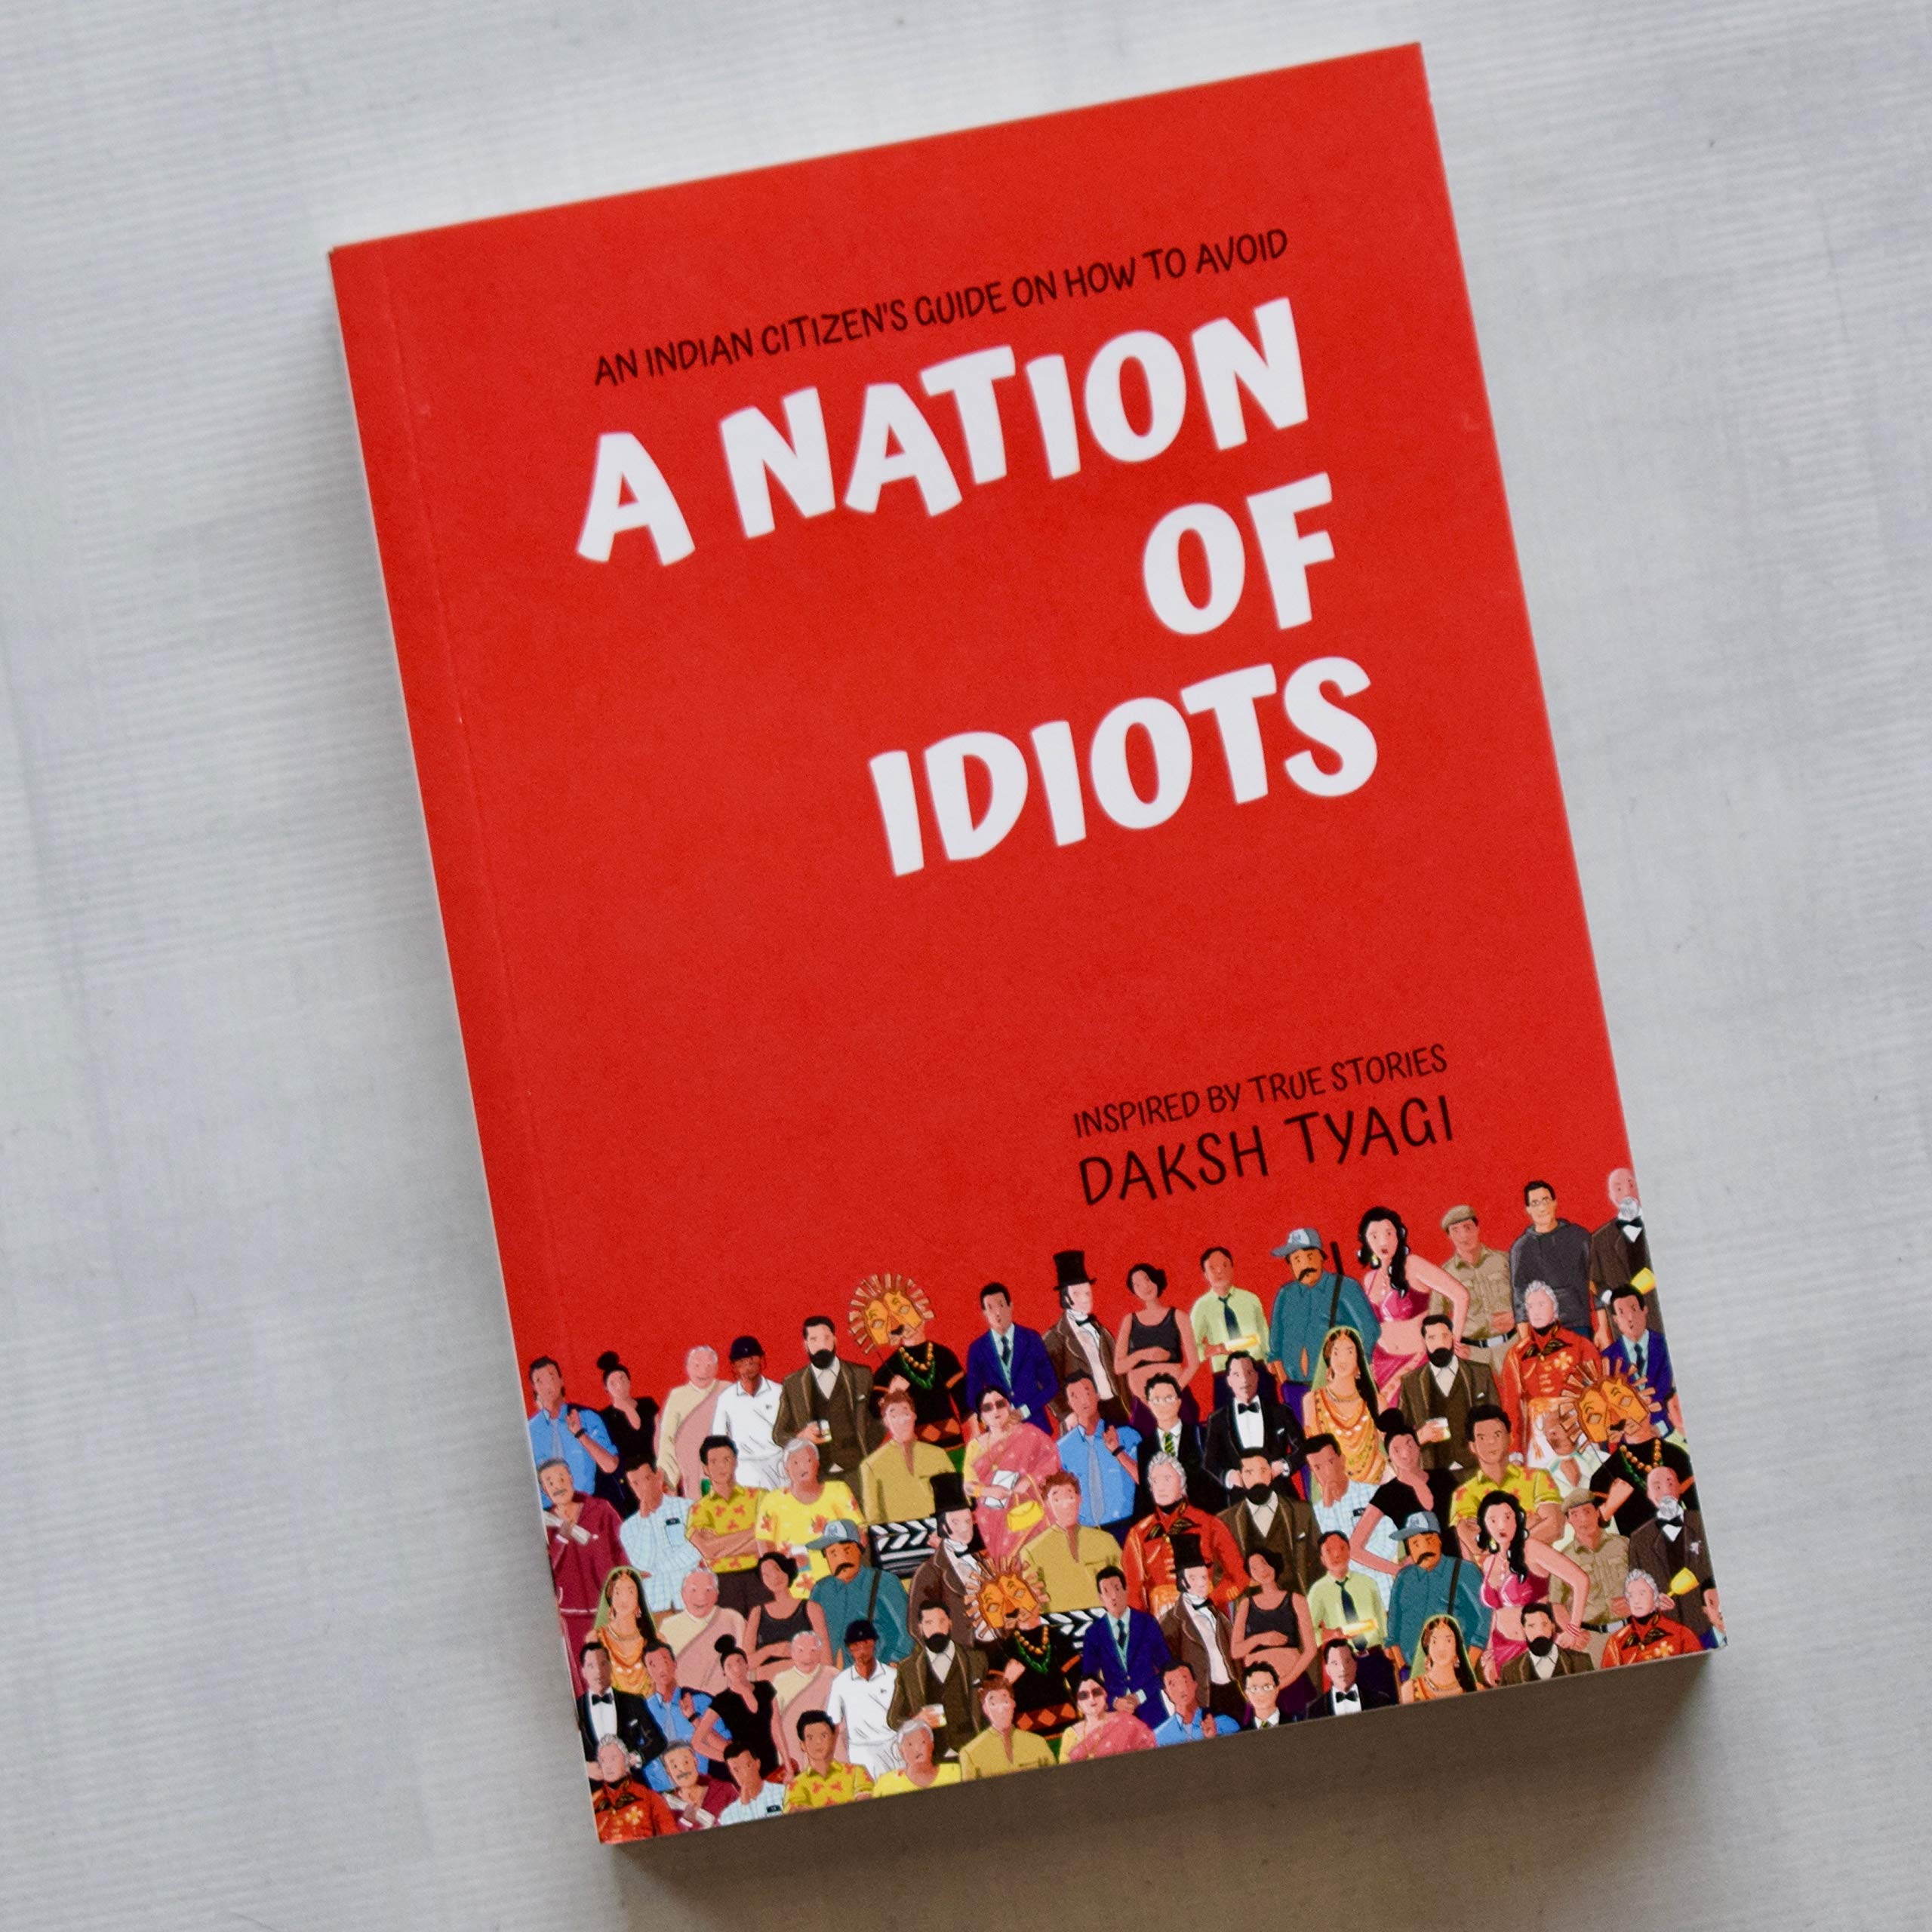 AN INDIAN CITIZEN'S GUIDE ON HOW TO AVOID
A NATION
OF
IDIOTS
INSPIRED BY TRUE STORIES
DAKSH TYAGI